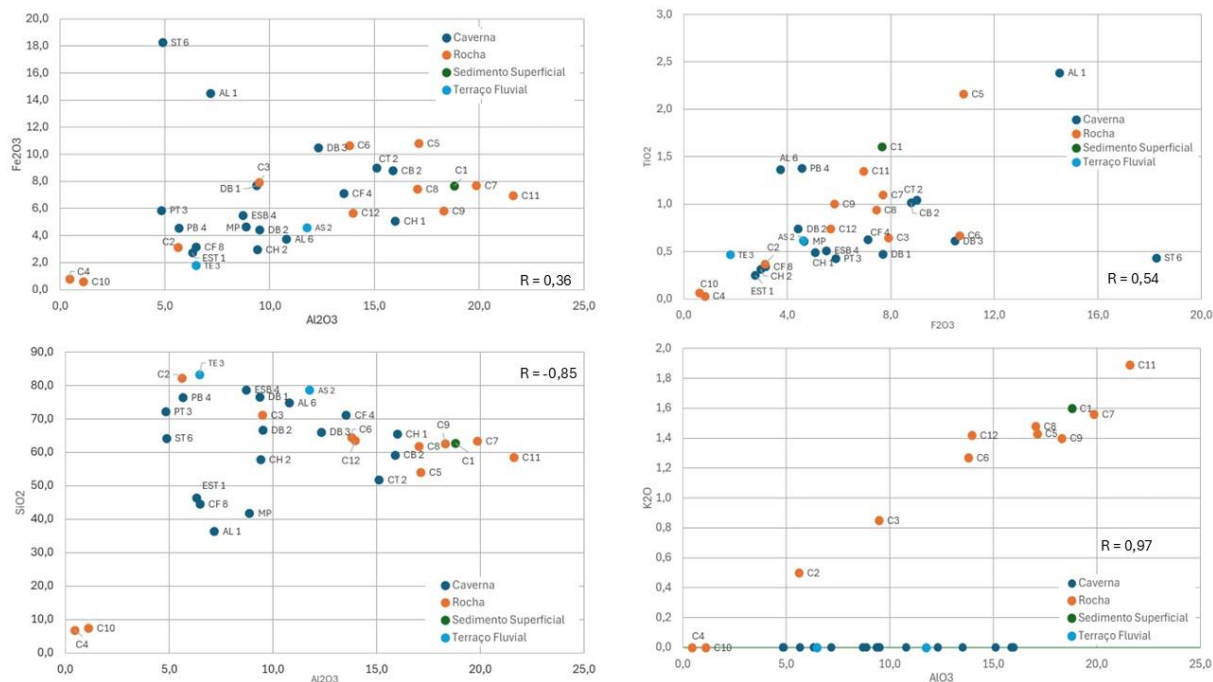 20,0
18,0
16,0
14,0
12,0
10,0
8,0
6,0
4,0
2,0
0,0
Fe2O3
ST 6
Caverna
Rocha
Sedimento Superficial
Terraço Fluvial
AL 1
DB 3
C6
C5
CT 2
CB 2
C3
DB 1
C1
C7
CF 4
C8
C11
PT 3
ESB 4
C12
C9
PB 4
MP
DB 2
AS 2
CH 1
C2
CF 8
AL 6
EST 1
CH 2
TE 3
C4
C10
R = 0,36
0,0 5,0 10,0 15,0 20,0 25,0
Al2O3
3,0
2,5
2,0
1,5
1,0
0,5
0,0
TiO2
AL 1
C5
Caverna
Rocha
Sedimento Superficial
Terraço Fluvial
C1
AL 6
PB 4
C11
C7
CT 2
C9
C8
CB 2
DB 2
C12
CF 4
C3
C6
DB 3
AS 2
MP
TE 3
C2
ESB 4
DB 1
CF 8
CH 1
PT 3
ST 6
CH 2
EST 1
C10
C4
R = 0,54
0,0 4,0 8,0 12,0 16,0 20,0
F2O3
90,0
80,0
70,0
60,0
50,0
40,0
30,0
20,0
10,0
0,0
SiO2
TE 3
C2
R = -0,85
PB 4
ESB 4
DB 1
AS 2
AL 6
PT 3
C3
CF 4
ST 6
DB 2
DB 3
C6
CH 1
C9
C12
C8
C1
C7
CH 2
CB 2
C11
CT 2
C5
EST 1
CF 8
MP
AL 1
Caverna
Rocha
Sedimento Superficial
Terraço Fluvial
C10
C4
0,0 5,0 10,0 15,0 20,0 25,0
Al2O3
2,0
1,8
1,6
1,4
1,2
1,0
0,8
0,6
0,4
0,2
0,0
K2O
C11
C1
C7
C8
C12
C5
C9
C6
C3
R = 0,97
C2
Caverna
Rocha
Sedimento Superficial
Terraço Fluvial
C4
C10
0,0 5,0 10,0 15,0 20,0 25,0
AlO3